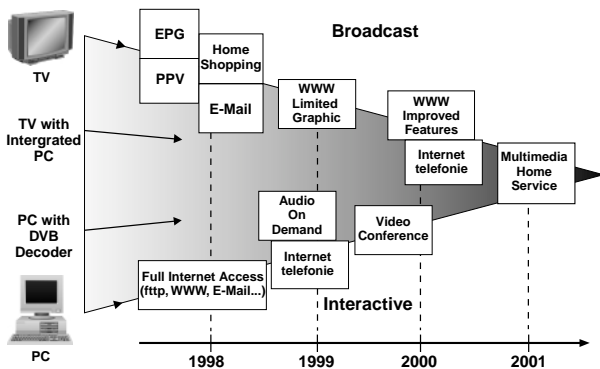 Broadcast
EPG
Home
Shopping
TV
PPV
WWW
Limited
Graphic
WWW
Improved
Features
E-Mail
TV with
Intergrated
PC
Internet
telefonie
Multimedia
Home
Service
Audio
On
Demand
Video
Conference
PC with
DVB
Decoder
Internet
telefonie
Full Internet Access
(fttp, WWW, E-Mail...)
Interactive
PC
1998
1999
2000
2001